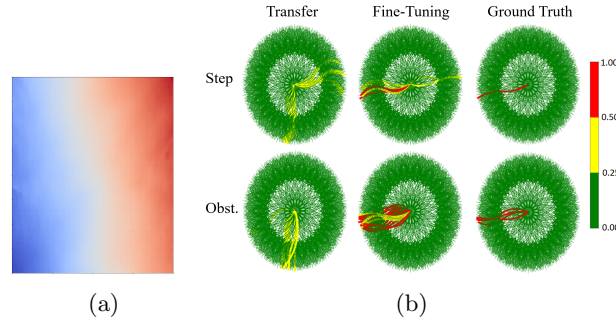 Transfer Fine-Tuning Ground Truth
Step
1.00
0.50
0.25
Obst.
0.00
(a) (b)